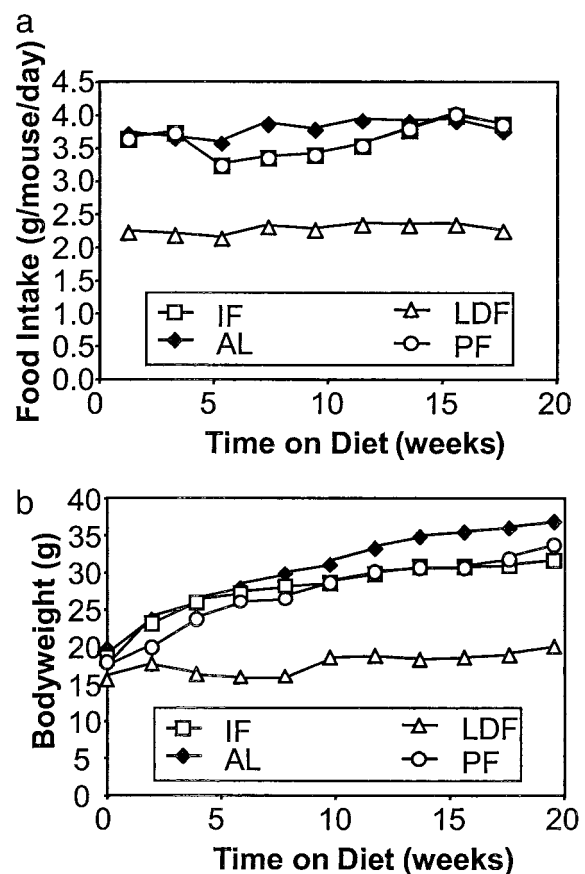 a
Food Intake (g/mouse/day)
4.5
4.0
3.5
3.0
2.5
2.0
1.5
1.0
0.5
0.0
IF LDF
AL PF
0 5 10 15 20
Time on Diet (weeks)
b
Bodyweight (g)
40
35
30
25
20
15
10
5
0
IF LDF
AL PF
0 5 10 15 20
Time on Diet (weeks)